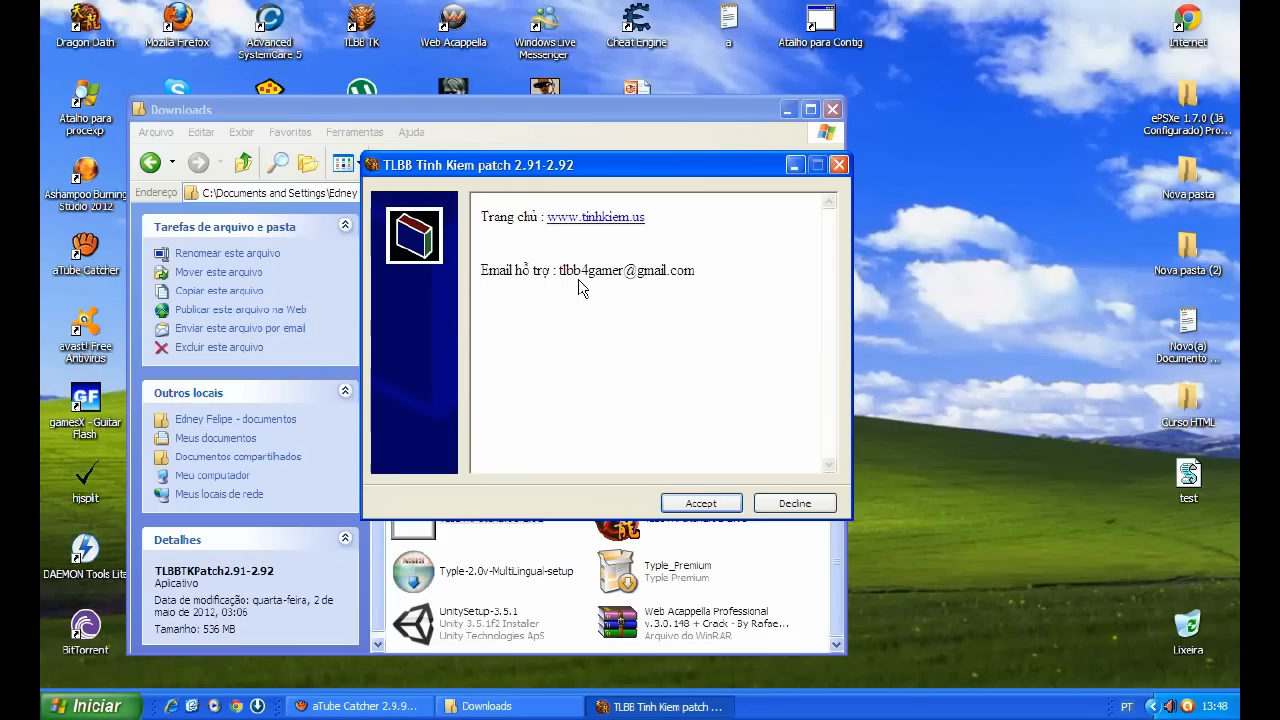 Dragon Oath
Mozilla Firefox
Advanced
SystemCare 5
TLBB TK
Web Acappella
Windows Live
Messenger
Cheat Engine
a
Atalho para Contig
Internet
Atalho para
procexp
ePSXe 1.7.0 (Já
Configurado) Pro...
Ashampoo Burning
Studio 2012
Nova pasta
aTube Catcher
Nova pasta (2)
avast! Free
Antivirus
Novo(a)
Documento ...
GF
gamesX - Guitar
Flash
Curso HTML
hjsplit
test
DAEMON Tools Lite
BitTorrent
Lixeira
Downloads
Arquivo Editar Exibir Favoritos Ferramentas Ajuda
Endereço C:\Documents and Settings\Edney
Tarefas de arquivo e pasta
Renomear este arquivo
Mover este arquivo
Copiar este arquivo
Publicar este arquivo na Web
Enviar este arquivo por email
Excluir este arquivo
Outros locais
Edney Felipe - documentos
Meus documentos
Documentos compartilhados
Meu computador
Meus locais de rede
Detalhes
TLBBTKPatch2.91-2.92
Aplicativo
Data de modificação: quarta-feira, 2 de
maio de 2012, 03:06
Tamanho: 536 MB
TLBB Tinh Kiem patch 2.91-2.92
Trang chủ : www.tinhkiem.us
Email hỗ trợ : tlbb4gamer@gmail.com
Accept Decline
Typle-2.0v-MultiLangual-setup
Typle_Premium
Typle Premium
UnitySetup-3.5.1
Unity 3.5.1f2 Installer
Unity Technologies ApS
Web Acappella Professional
v.3.0.148 + Crack - By Rafae...
Arquivo do WinRAR
Iniciar
aTube Catcher 2.9.9...
Downloads
TLBB Tinh Kiem patch ...
PT
13:48